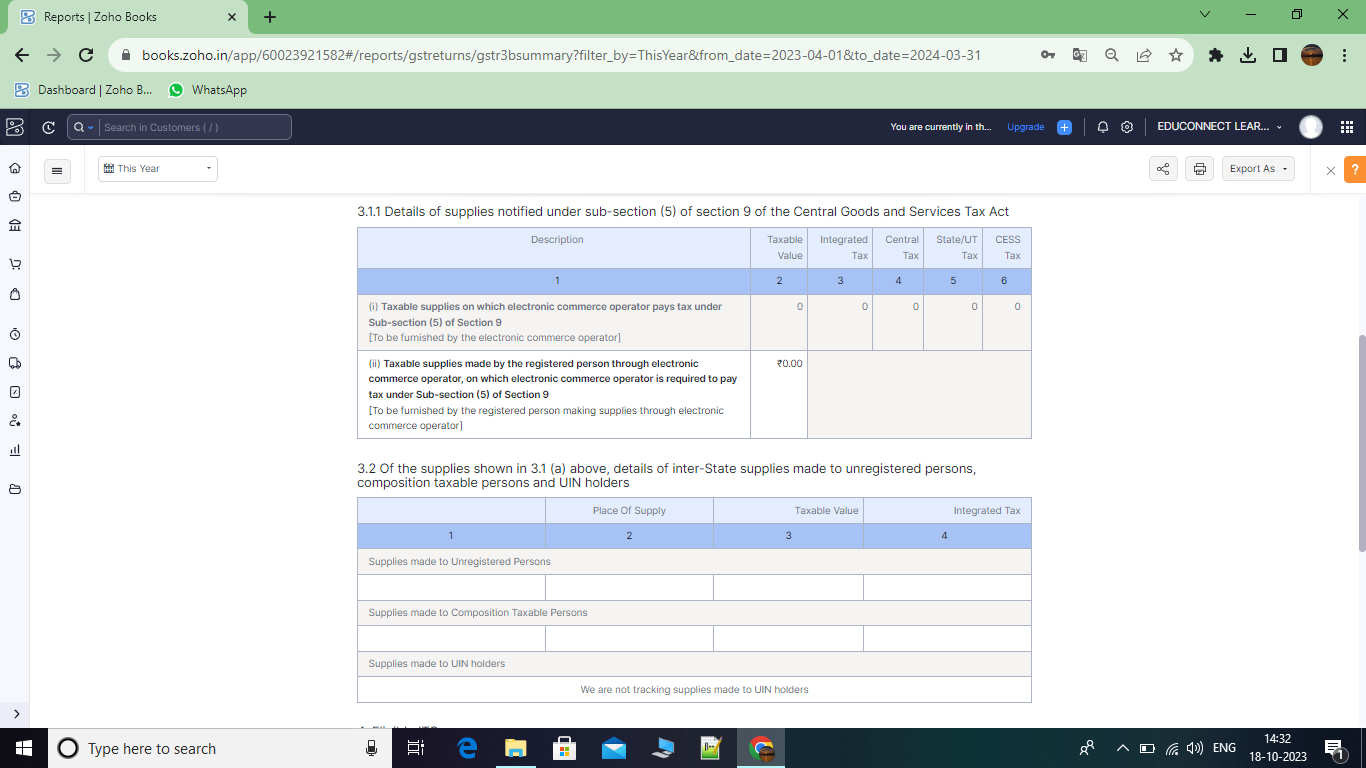 Reports | Zoho Books
books.zoho.in/app/60023921582#/reports/gstreturns/gstr3bsummary?filter_by=ThisYear&from_date=2023-04-01&to_date=2024-03-31
Dashboard | Zoho B... WhatsApp
Search in Customers ( / ) You are currently in th... Upgrade EDUCONNECT LEAR...
This Year Export As ?
3.1.1 Details of supplies notified under sub-section (5) of section 9 of the Central Goods and Services Tax Act
Description Taxable Integrated Central State/UT CESS
Value Tax Tax Tax Tax
1 2 3 4 5 6
(i) Taxable supplies on which electronic commerce operator pays tax under 0 0 0 0 0
Sub-section (5) of Section 9
[To be furnished by the electronic commerce operator]
(ii) Taxable supplies made by the registered person through electronic ₹0.00
commerce operator, on which electronic commerce operator is required to pay
tax under Sub-section (5) of Section 9
[To be furnished by the registered person making supplies through electronic
commerce operator]
3.2 Of the supplies shown in 3.1 (a) above, details of inter-State supplies made to unregistered persons,
composition taxable persons and UIN holders
Place Of Supply Taxable Value Integrated Tax
1 2 3 4
Supplies made to Unregistered Persons
Supplies made to Composition Taxable Persons
Supplies made to UIN holders
We are not tracking supplies made to UIN holders
Type here to search ENG 14:32
18-10-2023 1